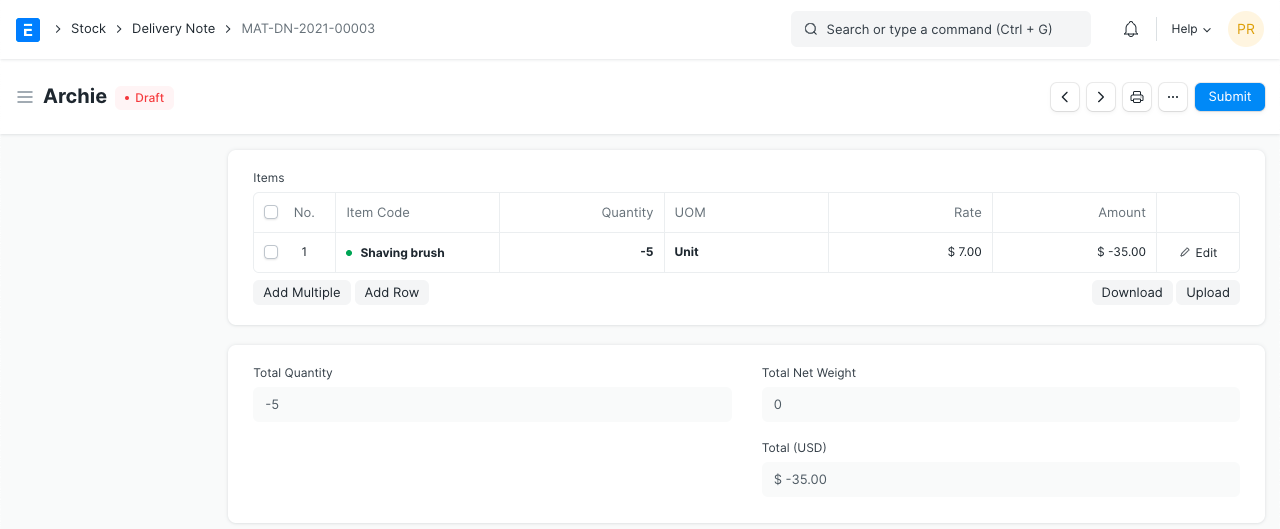 E Stock Delivery Note MAT-DN-2021-00003 Search or type a command (Ctrl + G) Help PR
Archie Draft Submit
Items
No. Item Code Quantity UOM Rate Amount
1 Shaving brush -5 Unit $ 7.00 $ -35.00 Edit
Add Multiple Add Row Download Upload
Total Quantity Total Net Weight
-5 0
Total (USD)
$ -35.00